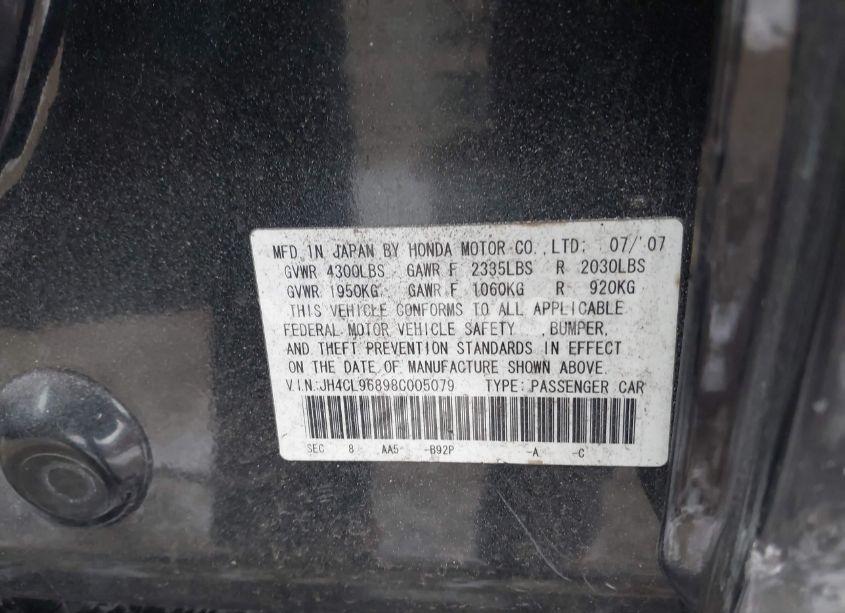 MFD. IN JAPAN BY HONDA MOTOR CO., LTD. 07/'07
GVWR 4300LBS GAWR F 2335LBS R 2030LBS
GVWR 1950KG GAWR F 1060KG R 920KG
THIS VEHICLE CONFORMS TO ALL APPLICABLE
FEDERAL MOTOR VEHICLE SAFETY ,BUMPER,
AND THEFT PREVENTION STANDARDS IN EFFECT
ON THE DATE OF MANUFACTURE SHOWN ABOVE.
V.I.N:JH4CL96898C005079 TYPE:PASSENGER CAR
SEC 8 AA5- -B92P -A -C